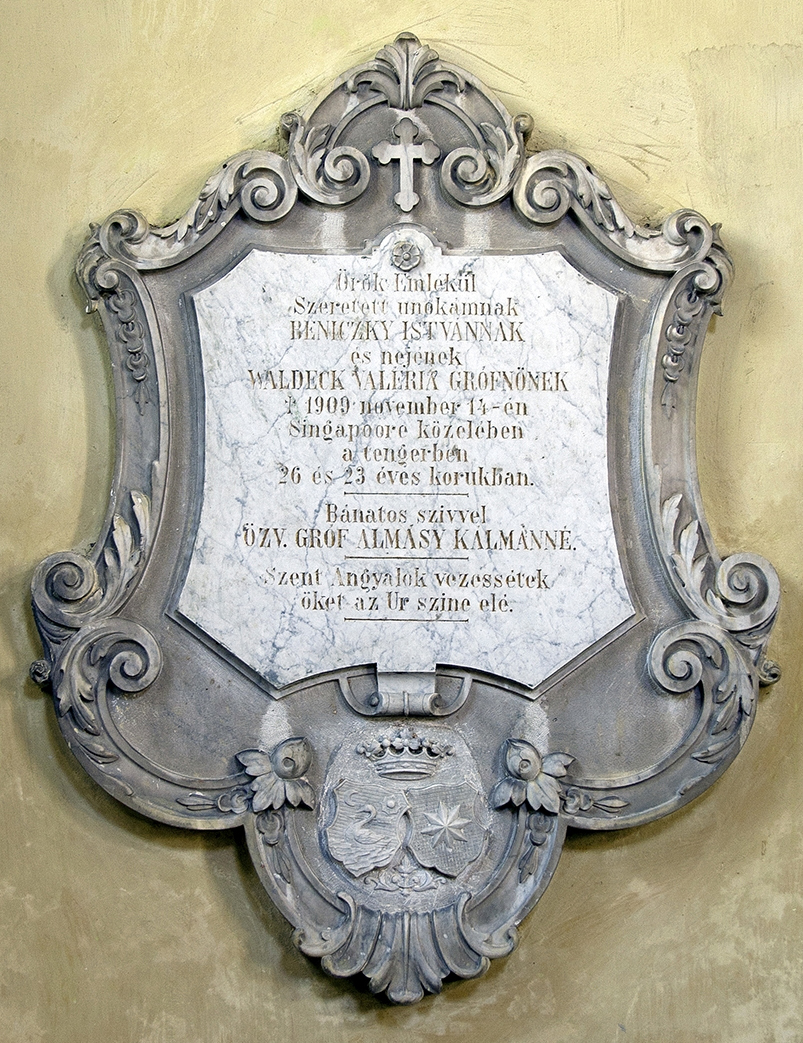 Örök Emlékül
Szeretett unokámnak
BENICZKY ISTVÁNNAK
és nejének
WALDECK VALÉRIA GRÓFNŐNEK
† 1909 november 14-én
Singapoore közelében
a tengerben
26 és 23 éves korukban.
Bánatos szivvel
ÖZV. GRÓF ALMÁSY KÁLMÁNNÉ.
Szent Angyalok vezessétek
őket az Ur szine elé.